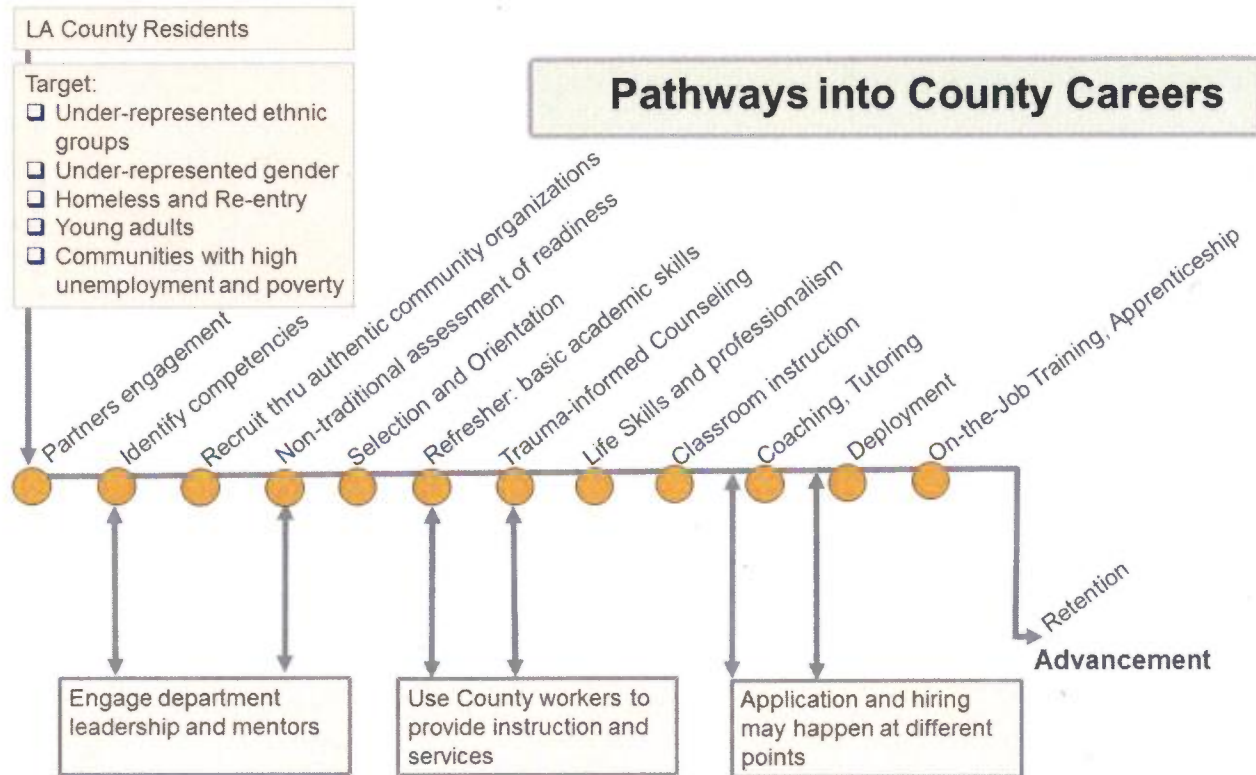 LA County Residents
Target:
❑ Under-represented ethnic
groups
❑ Under-represented gender
❑ Homeless and Re-entry
❑ Young adults
❑ Communities with high
unemployment and poverty
Pathways into County Careers
Partners engagement
Identify competencies
Recruit thru authentic community organizations
Non-traditional assessment of readiness
Selection and Orientation
Refresher: basic academic skills
Trauma-informed Counseling
Life Skills and professionalism
Classroom instruction
Coaching, Tutoring
Deployment
On-the-Job Training, Apprenticeship
Retention
Advancement
Engage department
leadership and mentors
Use County workers to
provide instruction and
services
Application and hiring
may happen at different
points